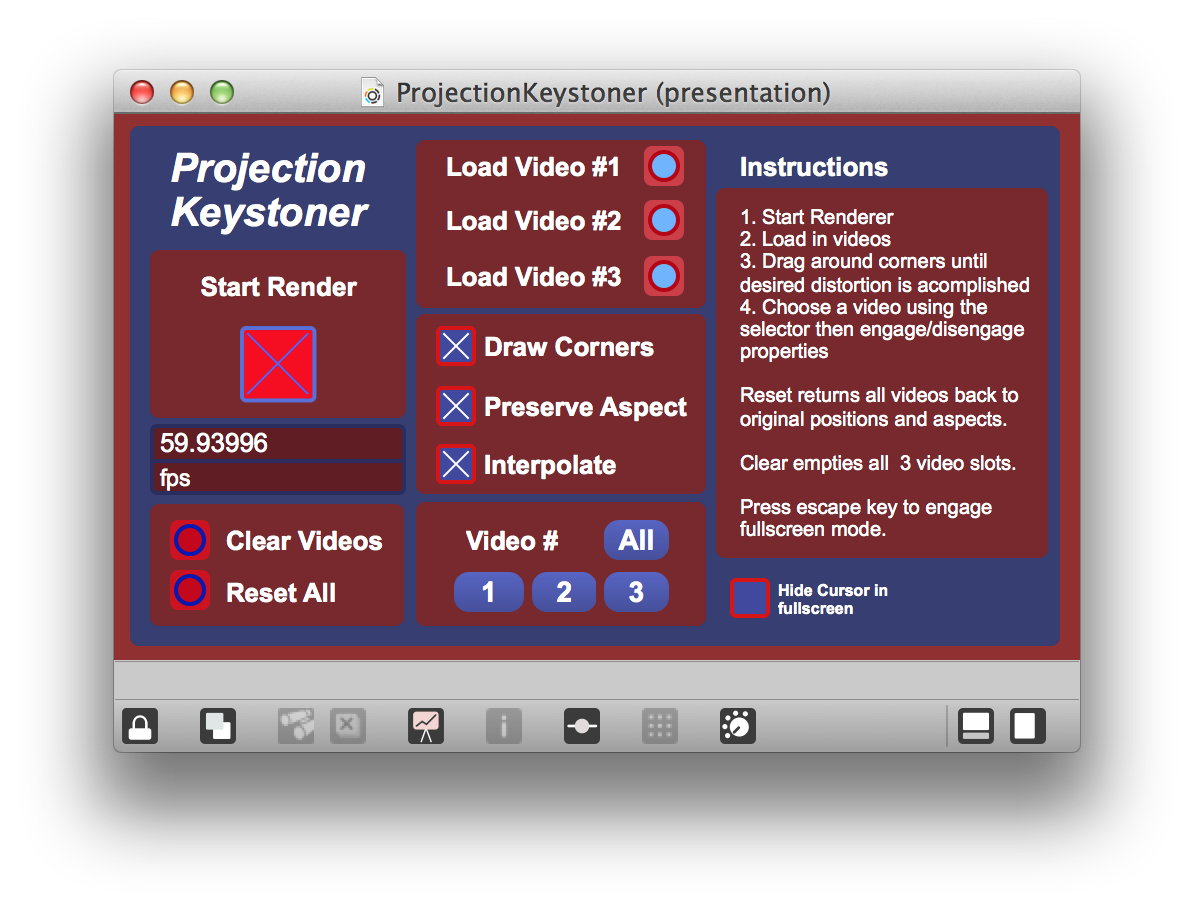 ProjectionKeystoner (presentation)
Projection
Keystoner
Start Render
59.93996
fps
Clear Videos
Reset All
Load Video #1
Load Video #2
Load Video #3
Draw Corners
Preserve Aspect
Interpolate
Video #
All
1 2 3
Instructions
1. Start Renderer
2. Load in videos
3. Drag around corners until
desired distortion is acomplished
4. Choose a video using the
selector then engage/disengage
properties
Reset returns all videos back to
original positions and aspects.
Clear empties all  3 video slots.
Press escape key to engage
fullscreen mode.
Hide Cursor in
fullscreen